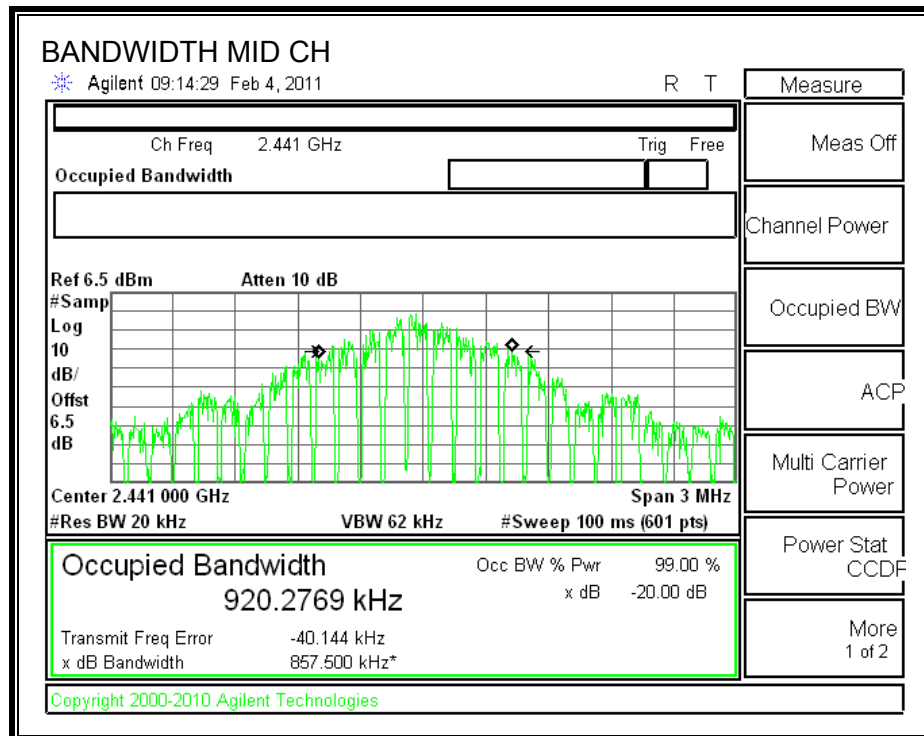 BANDWIDTH MID CH
Agilent 09:14:29 Feb 4, 2011 R T
Measure
Ch Freq 2.441 GHz Trig Free
Occupied Bandwidth
Meas Off
Channel Power
Occupied BW
ACP
Multi Carrier
Power
Power Stat
CCDF
More
1 of 2
Ref 6.5 dBm Atten 10 dB
#Samp
Log
10
dB/
Offst
6.5
dB
Center 2.441 000 GHz Span 3 MHz
#Res BW 20 kHz VBW 62 kHz #Sweep 100 ms (601 pts)
Occupied Bandwidth
920.2769 kHz
Occ BW % Pwr 99.00 %
x dB -20.00 dB
Transmit Freq Error -40.144 kHz
x dB Bandwidth 857.500 kHz*
Copyright 2000-2010 Agilent Technologies